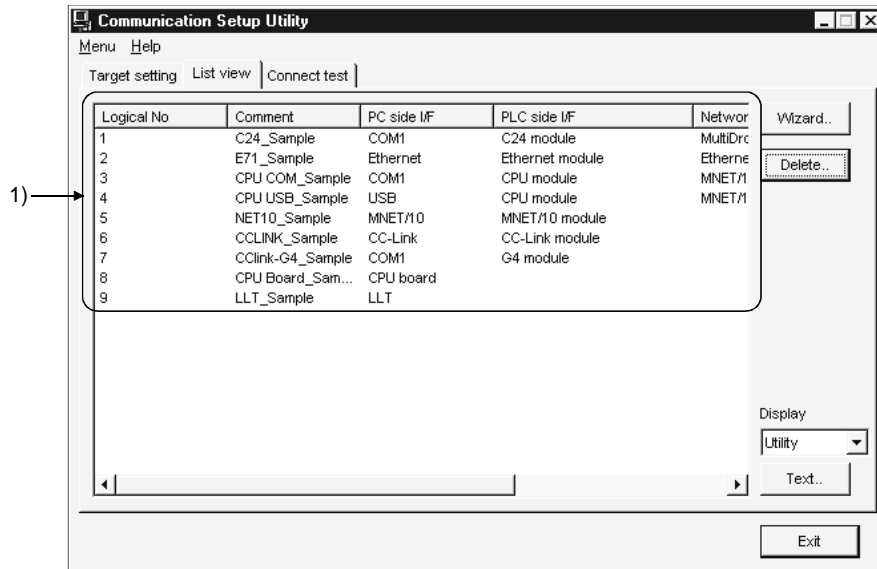 Communication Setup Utility
Menu Help
Target setting List view Connect test
Logical No Comment PC side I/F PLC side I/F Networ
1 C24_Sample COM1 C24 module MultiDrc
2 E71_Sample Ethernet Ethernet module Etherne
3 CPU COM_Sample COM1 CPU module MNET/1
4 CPU USB_Sample USB CPU module MNET/1
5 NET10_Sample MNET/10 MNET/10 module
6 CCLINK_Sample CC-Link CC-Link module
7 CClink-G4_Sample COM1 G4 module
8 CPU Board_Sam... CPU board
9 LLT_Sample LLT
Wizard..
Delete..
1)
Display
Utility
Text..
Exit